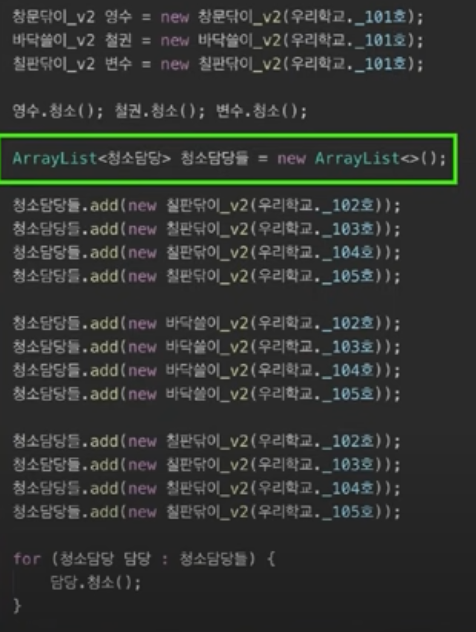 창문닦이_v2 영수 = new 창문닦이_v2(우리학교._101호);
바닥쓸이_v2 철권 = new 바닥쓸이_v2(우리학교._101호);
칠판닦이_v2 변수 = new 칠판닦이_v2(우리학교._101호);
영수.청소(); 철권.청소(); 변수.청소();
ArrayList<청소담당> 청소담당들 = new ArrayList<>();
청소담당들.add(new 칠판닦이_v2(우리학교._102호));
청소담당들.add(new 칠판닦이_v2(우리학교._103호));
청소담당들.add(new 칠판닦이_v2(우리학교._104호));
청소담당들.add(new 칠판닦이_v2(우리학교._105호));
청소담당들.add(new 바닥쓸이_v2(우리학교._102호));
청소담당들.add(new 바닥쓸이_v2(우리학교._103호));
청소담당들.add(new 바닥쓸이_v2(우리학교._104호));
청소담당들.add(new 바닥쓸이_v2(우리학교._105호));
청소담당들.add(new 칠판닦이_v2(우리학교._102호));
청소담당들.add(new 칠판닦이_v2(우리학교._103호));
청소담당들.add(new 칠판닦이_v2(우리학교._104호));
청소담당들.add(new 칠판닦이_v2(우리학교._105호));
for (청소담당 담당 : 청소담당들) {
담당.청소();
}